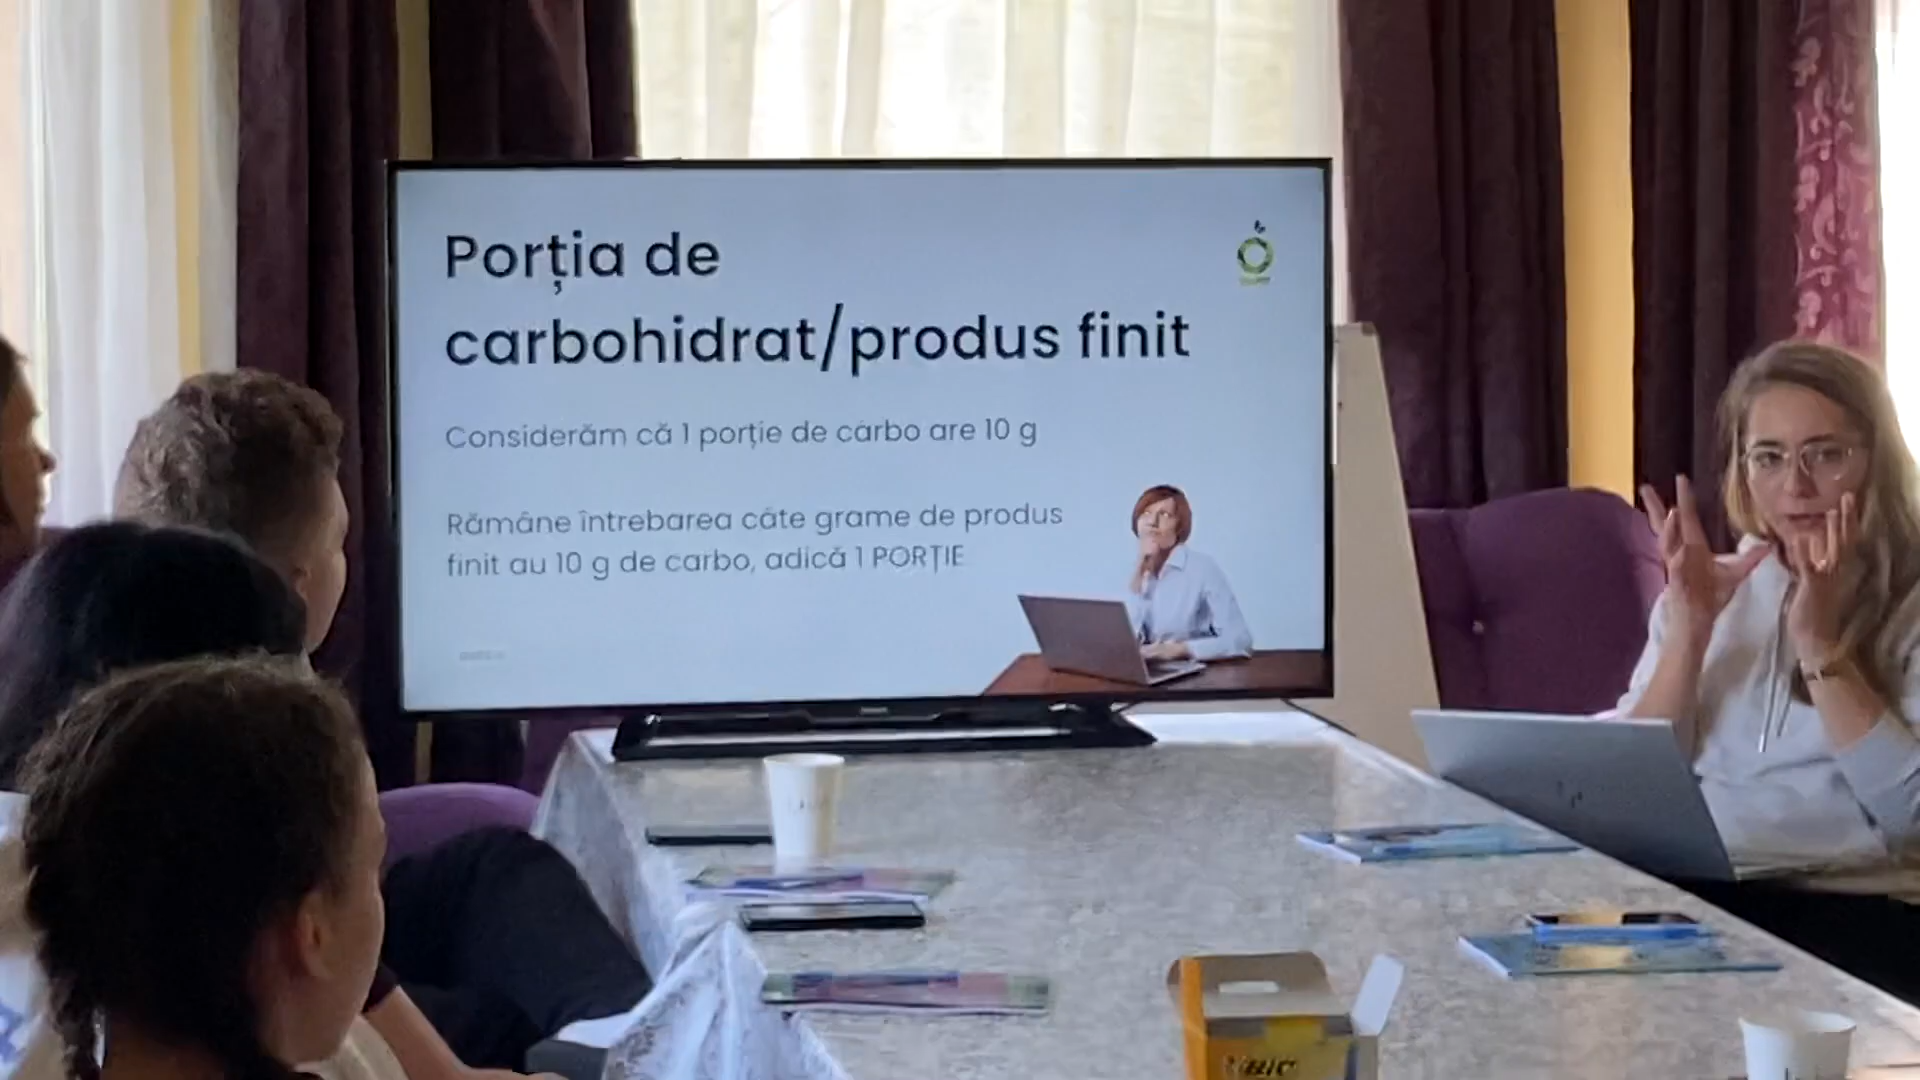 Porția de
carbohidrat/produs finit
Considerăm că 1 porție de carbo are 10 g
Rămâne întrebarea câte grame de produs
finit au 10 g de carbo, adică 1 PORȚIE
BIC